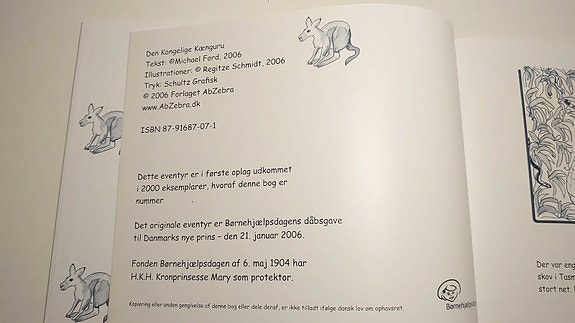 Den Kongelige Kænguru
Tekst: ©Michael Ford, 2006
Illustrationer: © Regitze Schmidt, 2006
Tryk: Schultz Grafisk
© 2006 Forlaget AbZebra
www.AbZebra.dk
ISBN 87-91687-07-1
Dette eventyr er i første oplag udkommet
i 2000 eksemplarer, hvoraf denne bog er
nummer
Det originale eventyr er Børnehjælpsdagens dåbsgave
til Danmarks nye prins – den 21. januar 2006.
Fonden Børnehjælpsdagen af 6. maj 1904 har
H.K.H. Kronprinsesse Mary som protektor.
Kopiering eller anden gengivelse af denne bog eller dele deraf, er ikke tilladt ifølge dansk lov om ophavsret.
Der var eng
skov i Tasm
stort net.